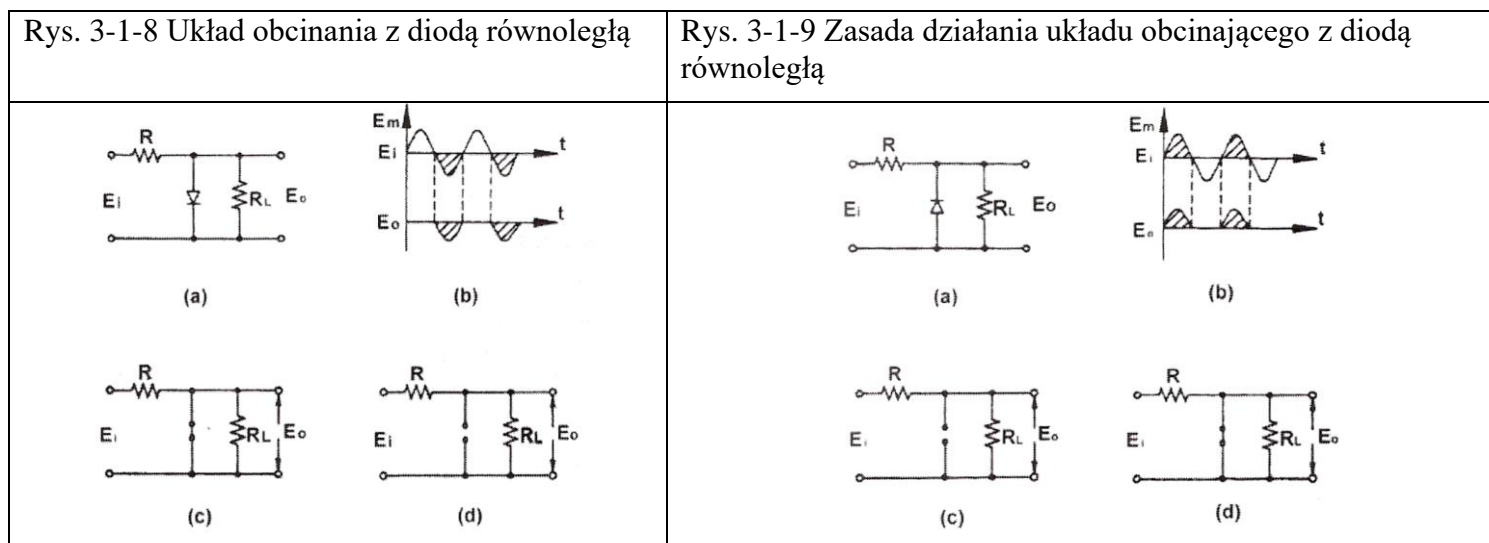 Rys. 3-1-8 Układ obcinania z diodą równoległą
Rys. 3-1-9 Zasada działania układu obcinającego z diodą
równoległą
R
Ei
RL
Eo
(a)
Em
Ei
t
Eo
t
(b)
R
Ei
RL
Eo
(c)
R
Ei
RL
Eo
(d)
R
Ei
RL
Eo
(a)
Em
Ei
t
Eo
t
(b)
R
Ei
RL
Eo
(c)
R
Ei
RL
Eo
(d)